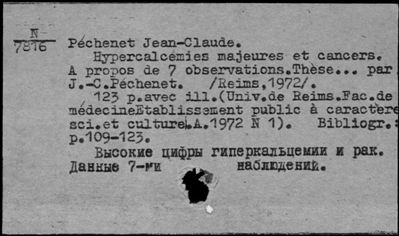 N
7816
Péchenet Jean-Claude.
Hypercalcémies majeures et cancers.
A propos de 7 observations.Thèse... par
J.-C.Péchenet. /Reims,1972/.
123 p.avec ill.(Univ.de Reims.Fac.de
médecine.Etablissement public à caractère
sci.et culturel.A.1972 N 1). Bibliogr.:
p.109-123.
Высокие цифры гиперкальцемии и рак.
Данные 7-ми наблюдений.